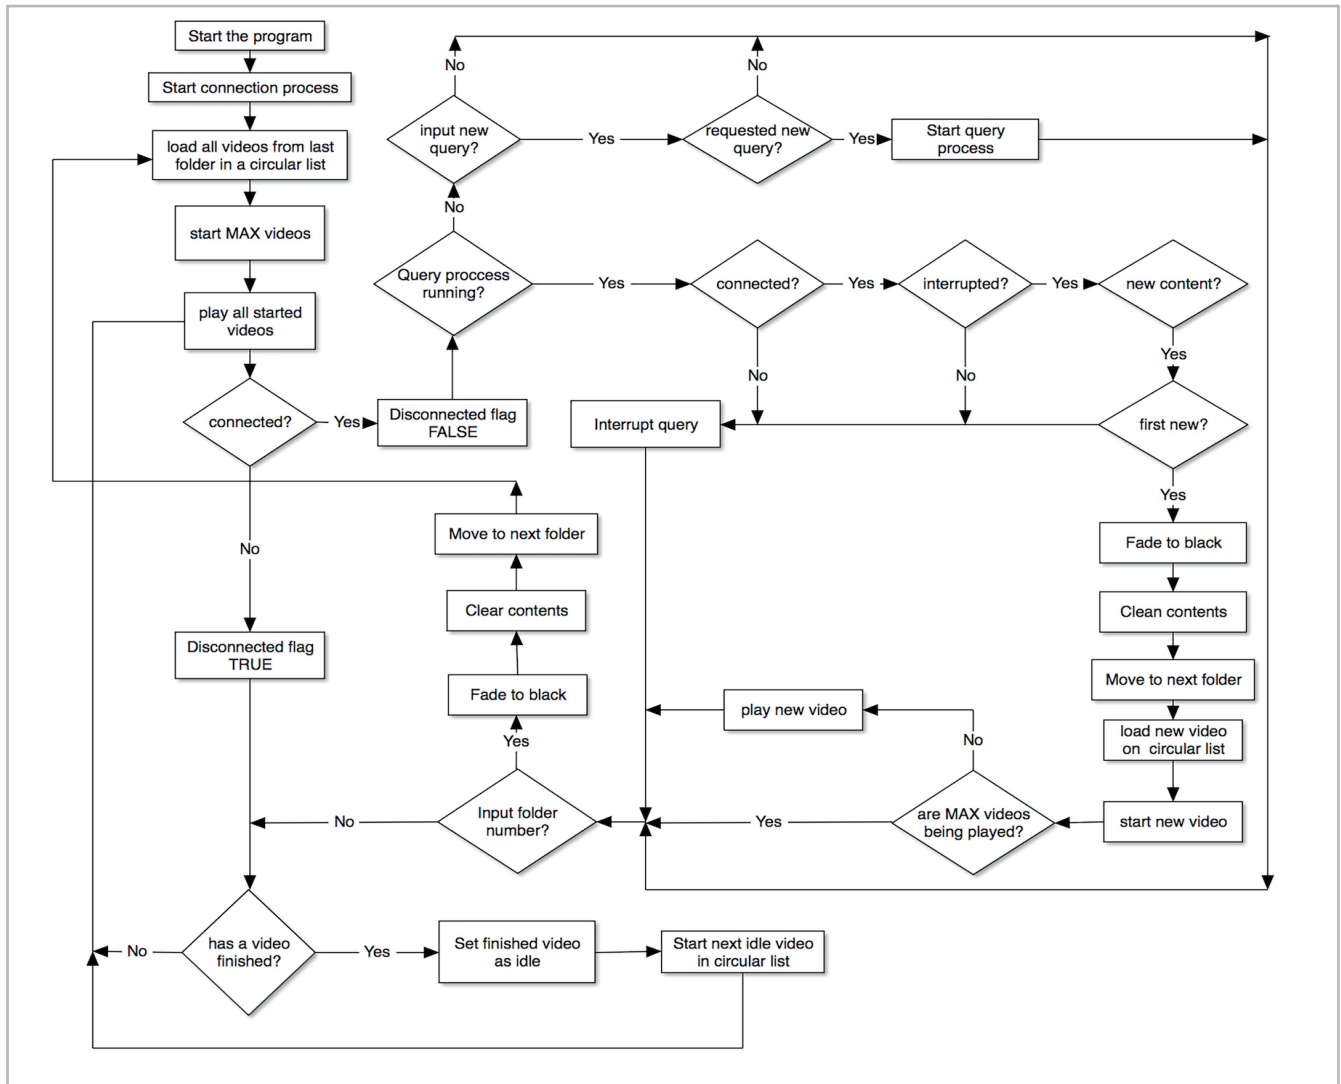 Start the program
Start connection process
load all videos from last
folder in a circular list
start MAX videos
play all started
videos
connected?
Yes
Disconnected flag
FALSE
No
Disconnected flag
TRUE
Query proccess
running?
No
input new
query?
No
Yes
requested new
query?
No
Yes
Start query
process
Yes
connected?
No
Yes
interrupted?
No
Yes
new content?
Yes
first new?
Interrupt query
Yes
Fade to black
Clean contents
Move to next folder
load new video
on circular list
start new video
are MAX videos
being played?
No
play new video
Yes
Input folder
number?
Yes
Fade to black
Clear contents
Move to next folder
No
has a video
finished?
No
Yes
Set finished video
as idle
Start next idle video
in circular list